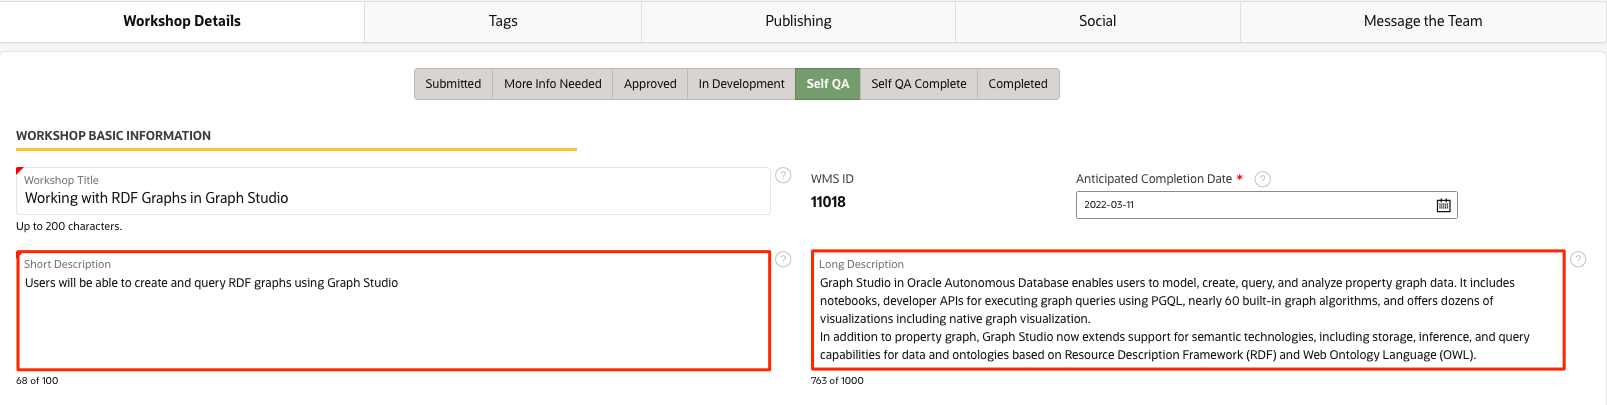 Workshop Details Tags Publishing Social Message the Team
Submitted More Info Needed Approved In Development Self QA Self QA Complete Completed
WORKSHOP BASIC INFORMATION
Workshop Title
Working with RDF Graphs in Graph Studio
Up to 200 characters.
?
WMS ID
11018
Anticipated Completion Date * ?
2022-03-11
Short Description
Users will be able to create and query RDF graphs using Graph Studio
68 of 100
?
Long Description
Graph Studio in Oracle Autonomous Database enables users to model, create, query, and analyze property graph data. It includes
notebooks, developer APIs for executing graph queries using PGQL, nearly 60 built-in graph algorithms, and offers dozens of
visualizations including native graph visualization.
In addition to property graph, Graph Studio now extends support for semantic technologies, including storage, inference, and query
capabilities for data and ontologies based on Resource Description Framework (RDF) and Web Ontology Language (OWL).
763 of 1000
?